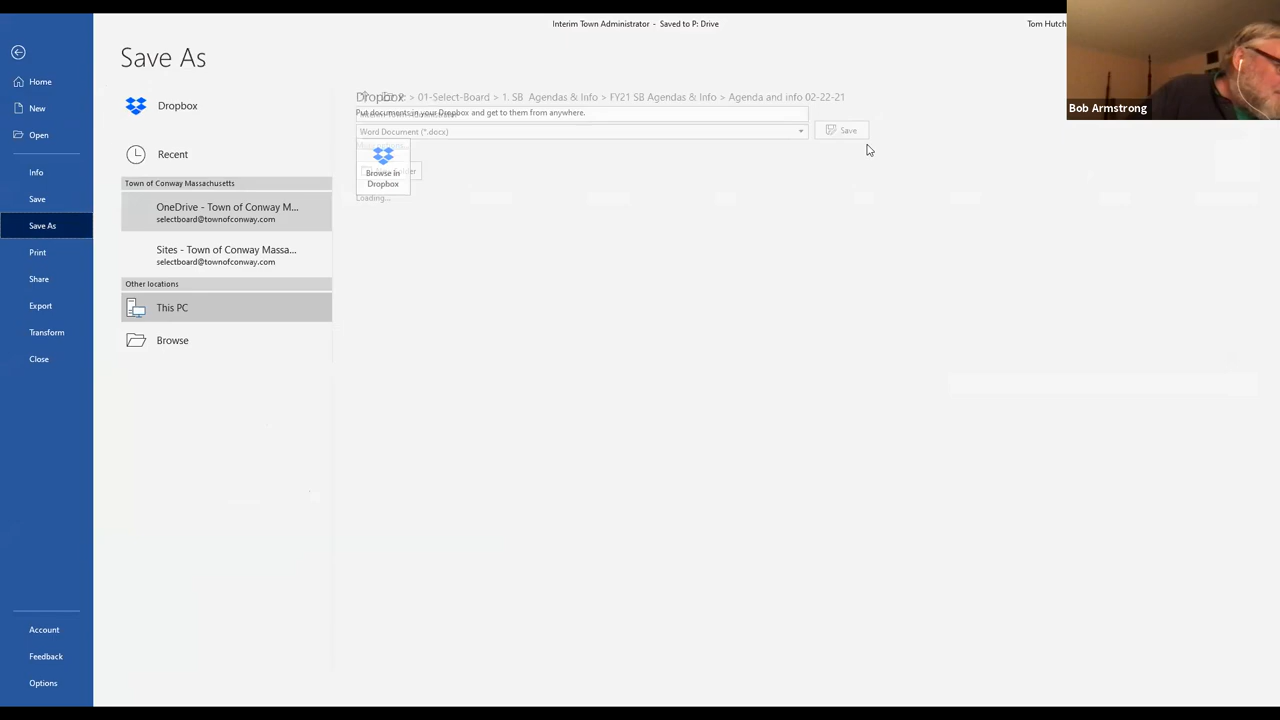 Interim Town Administrator - Saved to P: Drive
Tom Hutch
Bob Armstrong
Save As
Home
New
Open
Info
Save
Save As
Print
Share
Export
Transform
Close
Account
Feedback
Options
Dropbox
Recent
Town of Conway Massachusetts
OneDrive - Town of Conway M...
selectboard@townofconway.com
Sites - Town of Conway Massa...
selectboard@townofconway.com
Other locations
This PC
Browse
Dropbox
> 01-Select-Board > 1. SB Agendas & Info > FY21 SB Agendas & Info > Agenda and info 02-22-21
Put documents in your Dropbox and get to them from anywhere.
Word Document (*.docx)
Save
More options...
Browse in
Dropbox
Loading...